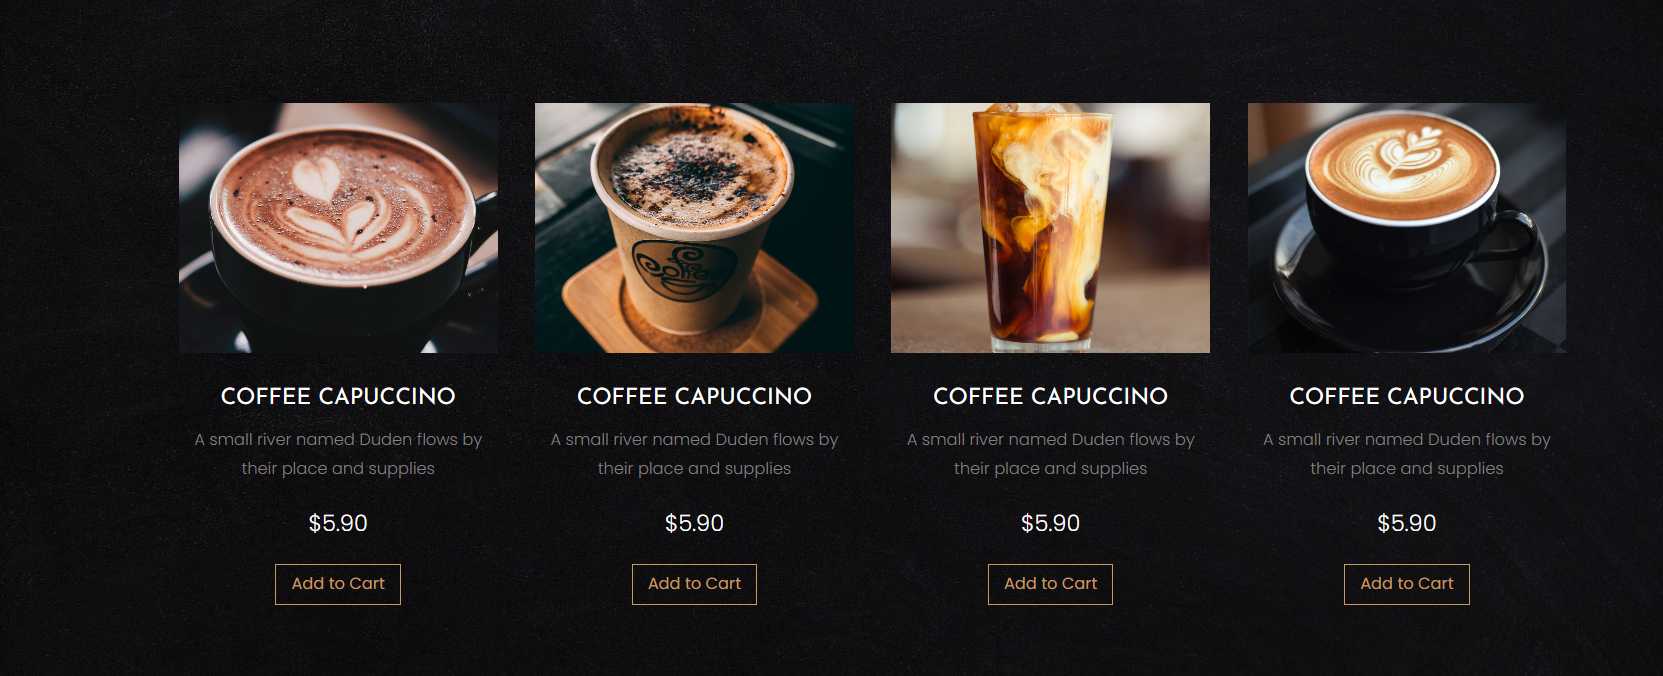 COFFEE CAPUCCINO
A small river named Duden flows by
their place and supplies
$5.90
Add to Cart
COFFEE CAPUCCINO
A small river named Duden flows by
their place and supplies
$5.90
Add to Cart
COFFEE CAPUCCINO
A small river named Duden flows by
their place and supplies
$5.90
Add to Cart
COFFEE CAPUCCINO
A small river named Duden flows by
their place and supplies
$5.90
Add to Cart